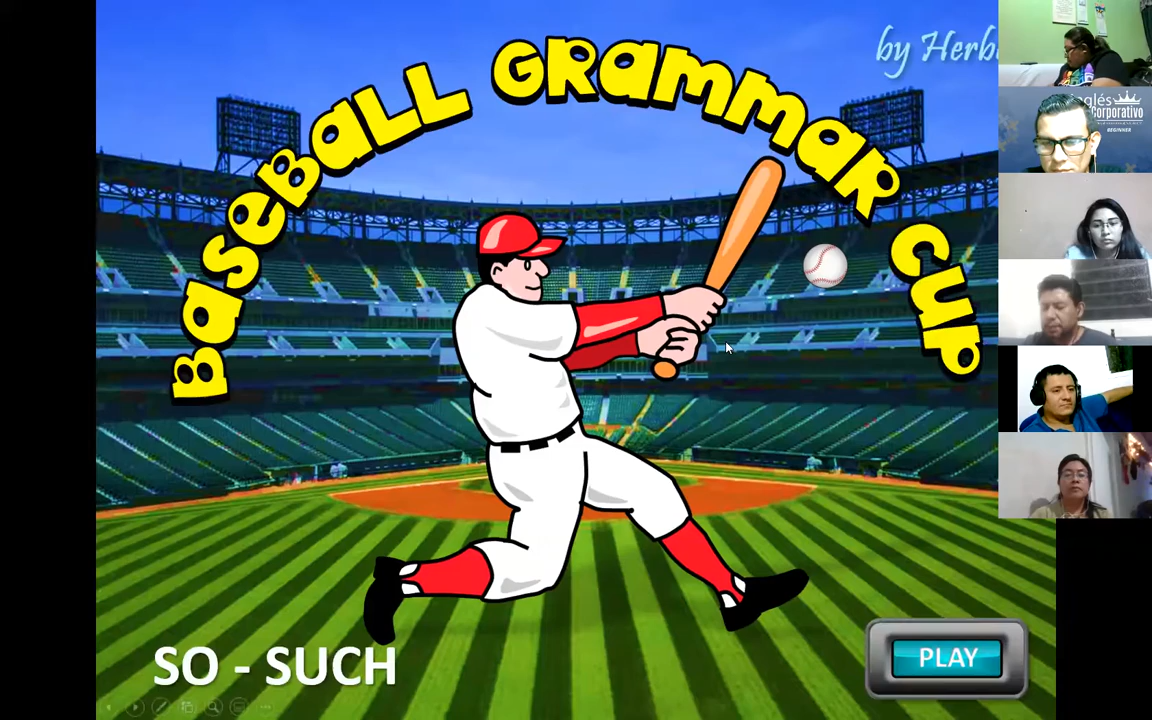 by Herb
BaseBall Grammar Cup
SO - SUCH
PLAY
Inglés
Corporativo
BEGINNER